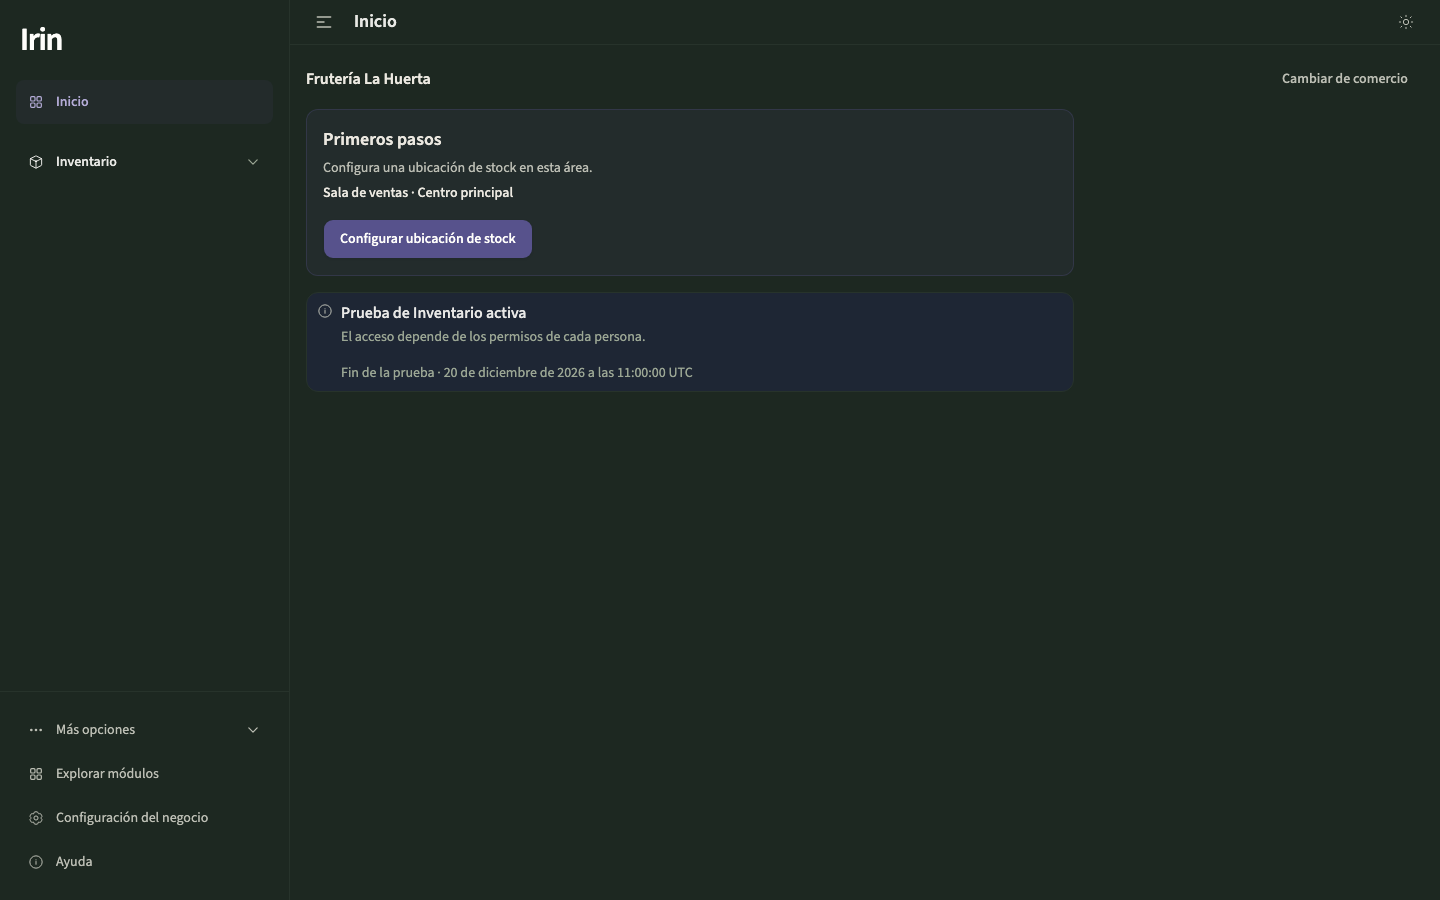 Irin
Inicio
Inventario
Más opciones
Explorar módulos
Configuración del negocio
Ayuda
Inicio
Frutería La Huerta
Cambiar de comercio
Primeros pasos
Configura una ubicación de stock en esta área.
Sala de ventas · Centro principal
Configurar ubicación de stock
Prueba de Inventario activa
El acceso depende de los permisos de cada persona.
Fin de la prueba · 20 de diciembre de 2026 a las 11:00:00 UTC